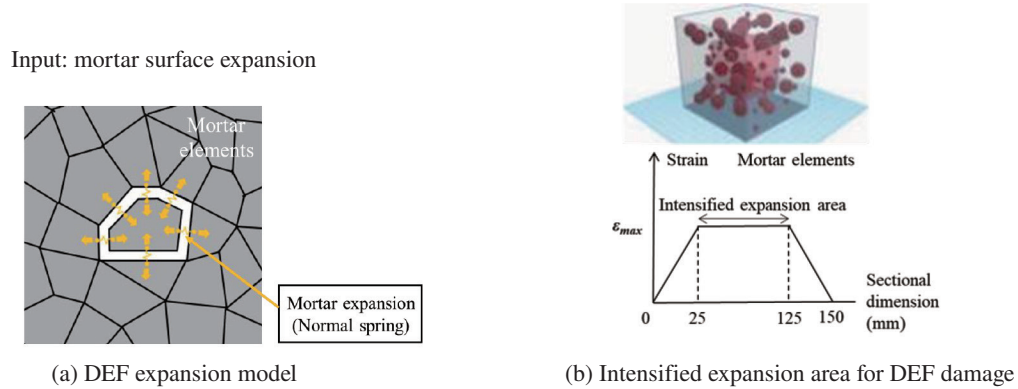 Input: mortar surface expansion
Mortar
elements
Mortar expansion
(Normal spring)
(a) DEF expansion model
Strain
Mortar elements
Intensified expansion area
εmax
Sectional
dimension
(mm)
0
25
125
150
(b) Intensified expansion area for DEF damage